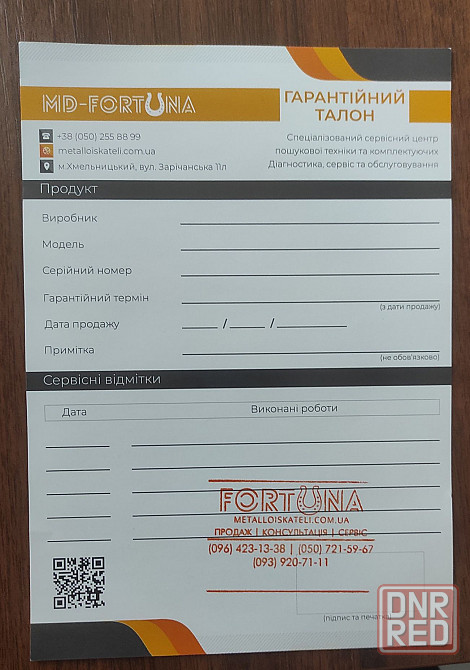 MD-FORTUNA
ГАРАНТІЙНИЙ
ТАЛОН
+38 (050) 255 88 99
metalloiskateli.com.ua
м.Хмельницький, вул. Зарічанська 11л
Спеціалізований сервісний центр
пошукової техніки та комплектуючих
Діагностика, сервіс та обслуговування
Продукт
Виробник
Модель
Серійний номер
Гарантійний термін
(з дати продажу)
Дата продажу / /
Примітка
(не обов'язково)
Сервісні відмітки
Дата Виконані роботи
FORTUNA
METALLOISKATELI.COM.UA
ПРОДАЖ | КОНСУЛЬТАЦІЯ | СЕРВІС
(096) 423-13-38 | (050) 721-59-67
(093) 920-71-11
(підпис та печатка)
DNR
RED